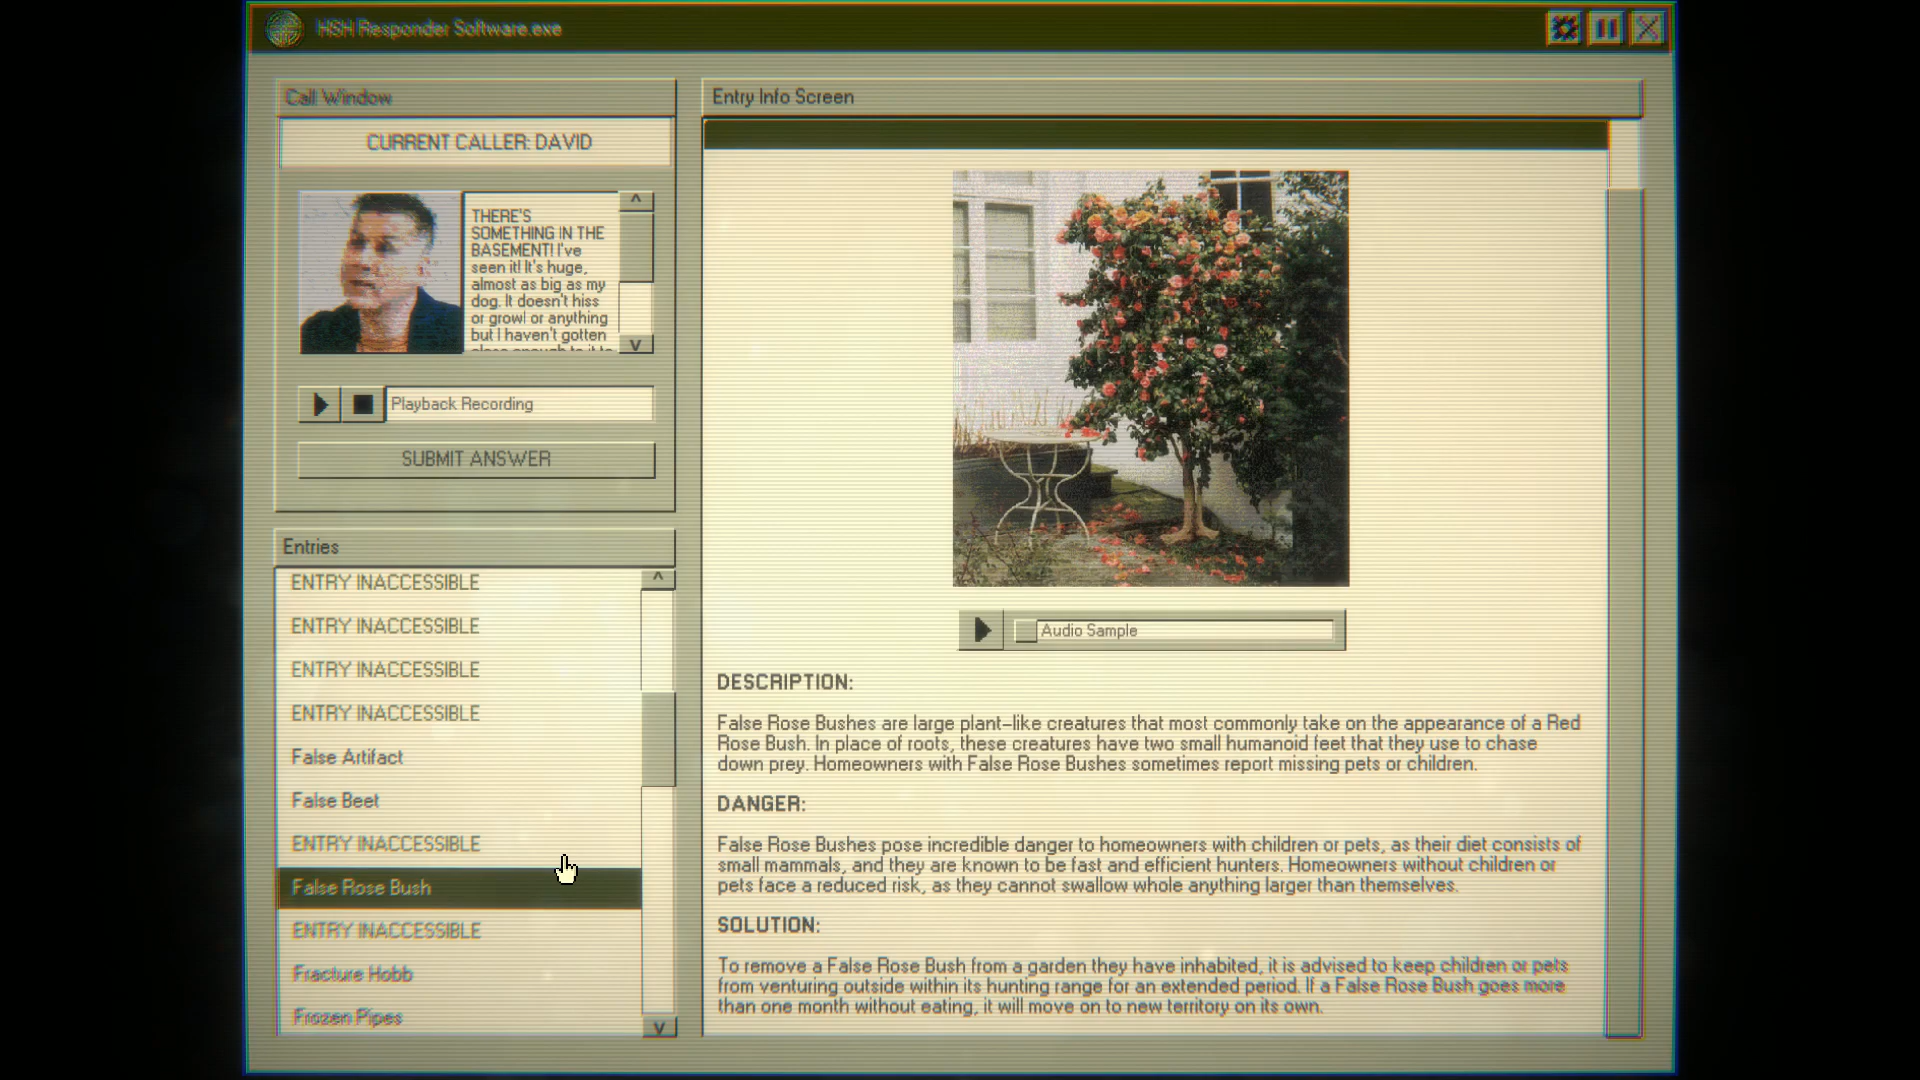 HSH Responder Software.exe
Call Window
CURRENT CALLER: DAVID
THERE'S
SOMETHING IN THE
BASEMENT! I've
seen it! It's huge,
almost as big as my
dog. It doesn't hiss
or growl or anything
but I haven't gotten
close enough to it to
Playback Recording
SUBMIT ANSWER
Entries
ENTRY INACCESSIBLE
ENTRY INACCESSIBLE
ENTRY INACCESSIBLE
ENTRY INACCESSIBLE
False Artifact
False Beet
ENTRY INACCESSIBLE
False Rose Bush
ENTRY INACCESSIBLE
Fracture Hobb
Frozen Pipes
Entry Info Screen
Audio Sample
DESCRIPTION:
False Rose Bushes are large plant-like creatures that most commonly take on the appearance of a Red
Rose Bush. In place of roots, these creatures have two small humanoid feet that they use to chase
down prey. Homeowners with False Rose Bushes sometimes report missing pets or children.
DANGER:
False Rose Bushes pose incredible danger to homeowners with children or pets, as their diet consists of
small mammals, and they are known to be fast and efficient hunters. Homeowners without children or
pets face a reduced risk, as they cannot swallow whole anything larger than themselves.
SOLUTION:
To remove a False Rose Bush from a garden they have inhabited, it is advised to keep children or pets
from venturing outside within its hunting range for an extended period. If a False Rose Bush goes more
than one month without eating, it will move on to new territory on its own.